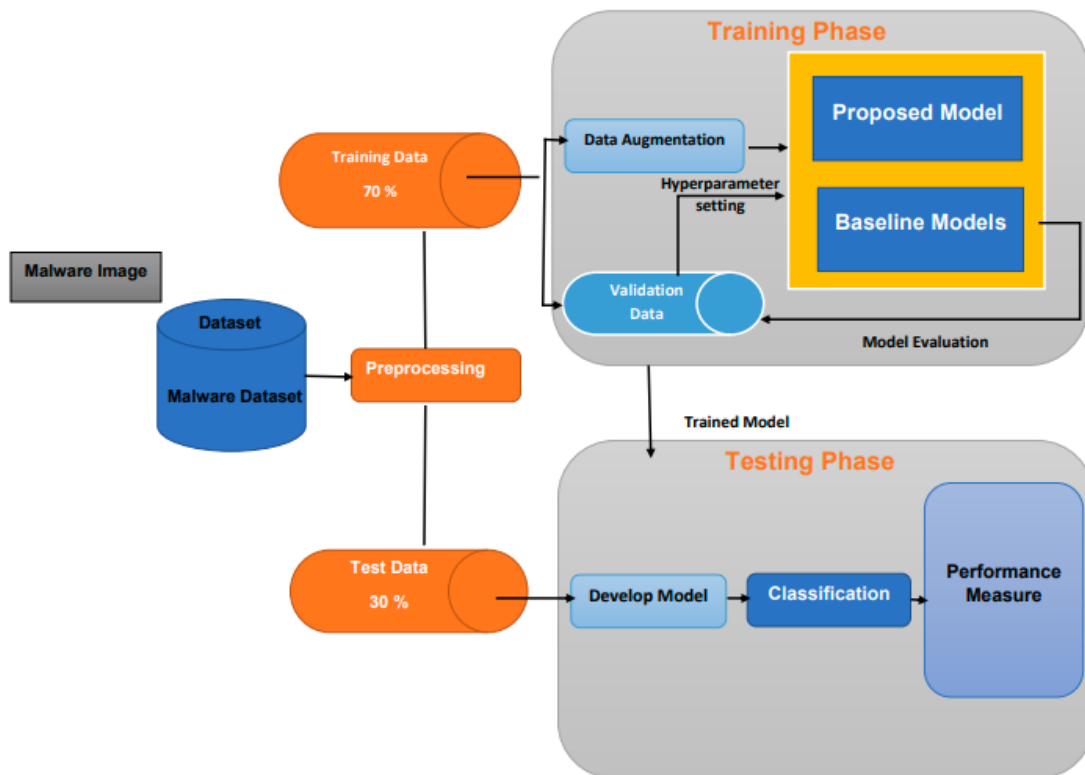 Training Phase
Proposed Model
Data Augmentation
Training Data
70 %
Hyperparameter
setting
Baseline Models
Malware Image
Validation
Data
Dataset
Model Evaluation
Preprocessing
Malware Dataset
Trained Model
Testing Phase
Test Data
30 %
Develop Model
Classification
Performance
Measure